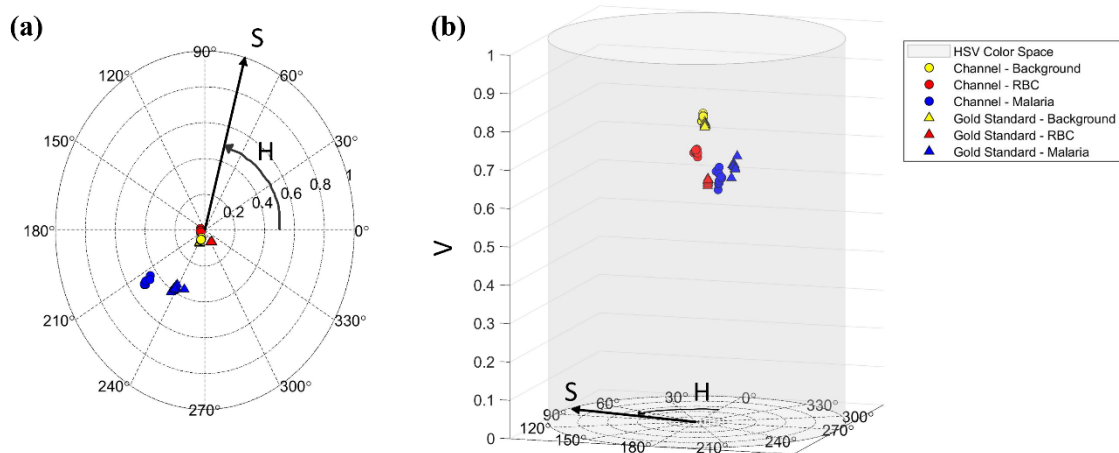 (a)
S
90°
120°
60°
150°
H
30°
1
0.8
0.6
0.4
0.2
180°
0°
210°
330°
240°
300°
270°
(b)
1
0.9
0.8
0.7
0.6
0.5
V
0.4
0.3
0.2
0.1
0
S
H
90°
60°
30°
0°
330°
300°
120°
150°
180°
210°
240°
270°
HSV Color Space
Channel - Background
Channel - RBC
Channel - Malaria
Gold Standard - Background
Gold Standard - RBC
Gold Standard - Malaria